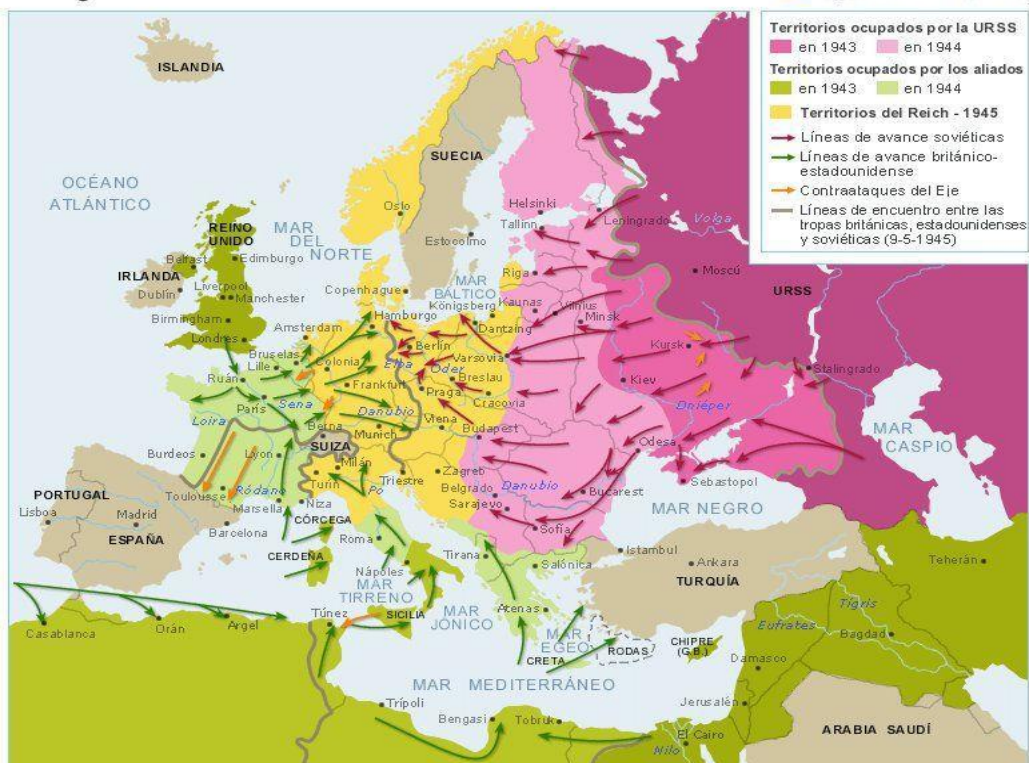 Territorios ocupados por la URSS
en 1943
en 1944
Territorios ocupados por los aliados
en 1943
en 1944
Territorios del Reich - 1945
Líneas de avance soviéticas
Líneas de avance británico-
estadounidense
Contraataques del Eje
Líneas de encuentro entre las
tropas británicas, estadounidenses
y soviéticas (9-5-1945)
ISLANDIA
OCÉANO
ATLÁNTICO
SUECIA
Oslo
Helsinki
Leningrado
Volga
MAR
DEL
NORTE
Estocolmo
Tallinn
REINO
UNIDO
Belfast
Edimburgo
IRLANDA
Dublín
Liverpool
Manchester
Birmingham
Londres
Moscú
URSS
Riga
MAR
BÁLTICO
Copenhague
Königsberg
Kaunas
Vilnius
Minsk
Hamburgo
Dantzing
Amsterdam
Berlín
Varsovia
Kursk
Stalingrado
Bruselas
Lille
Colonia
Elba
Oder
Breslau
Kiev
Ruán
Frankfurt
Praga
Cracovia
Dniéper
París
Sena
Danubio
Viena
Loira
Berna
Munich
Budapest
MAR
CASPIO
SUIZA
Odesa
Burdeos
Lyon
Milán
Turín
Triestre
Zagreb
Sebastopol
PORTUGAL
Lisboa
Toulousse
Ródano
Po
Belgrado
Danubio
Bucarest
Marsella
Niza
Sarajevo
MAR NEGRO
Madrid
ESPAÑA
Barcelona
CÓRCEGA
Roma
Sofía
CERDEÑA
Tirana
Salónica
Istambul
Ankara
TURQUÍA
Teherán
Nápoles
MAR
TIRRENO
SICILIA
MAR
JÓNICO
Atenas
Tigris
Casablanca
Orán
Argel
Túnez
MAR
EGEO
RODAS
CHIPRE
(G.B.)
Eufrates
Bagdad
CRETA
Damasco
MAR MEDITERRÁNEO
Trípoli
Bengasi
Tobruk
Jerusalén
El Cairo
Nilo
ARABIA SAUDÍ